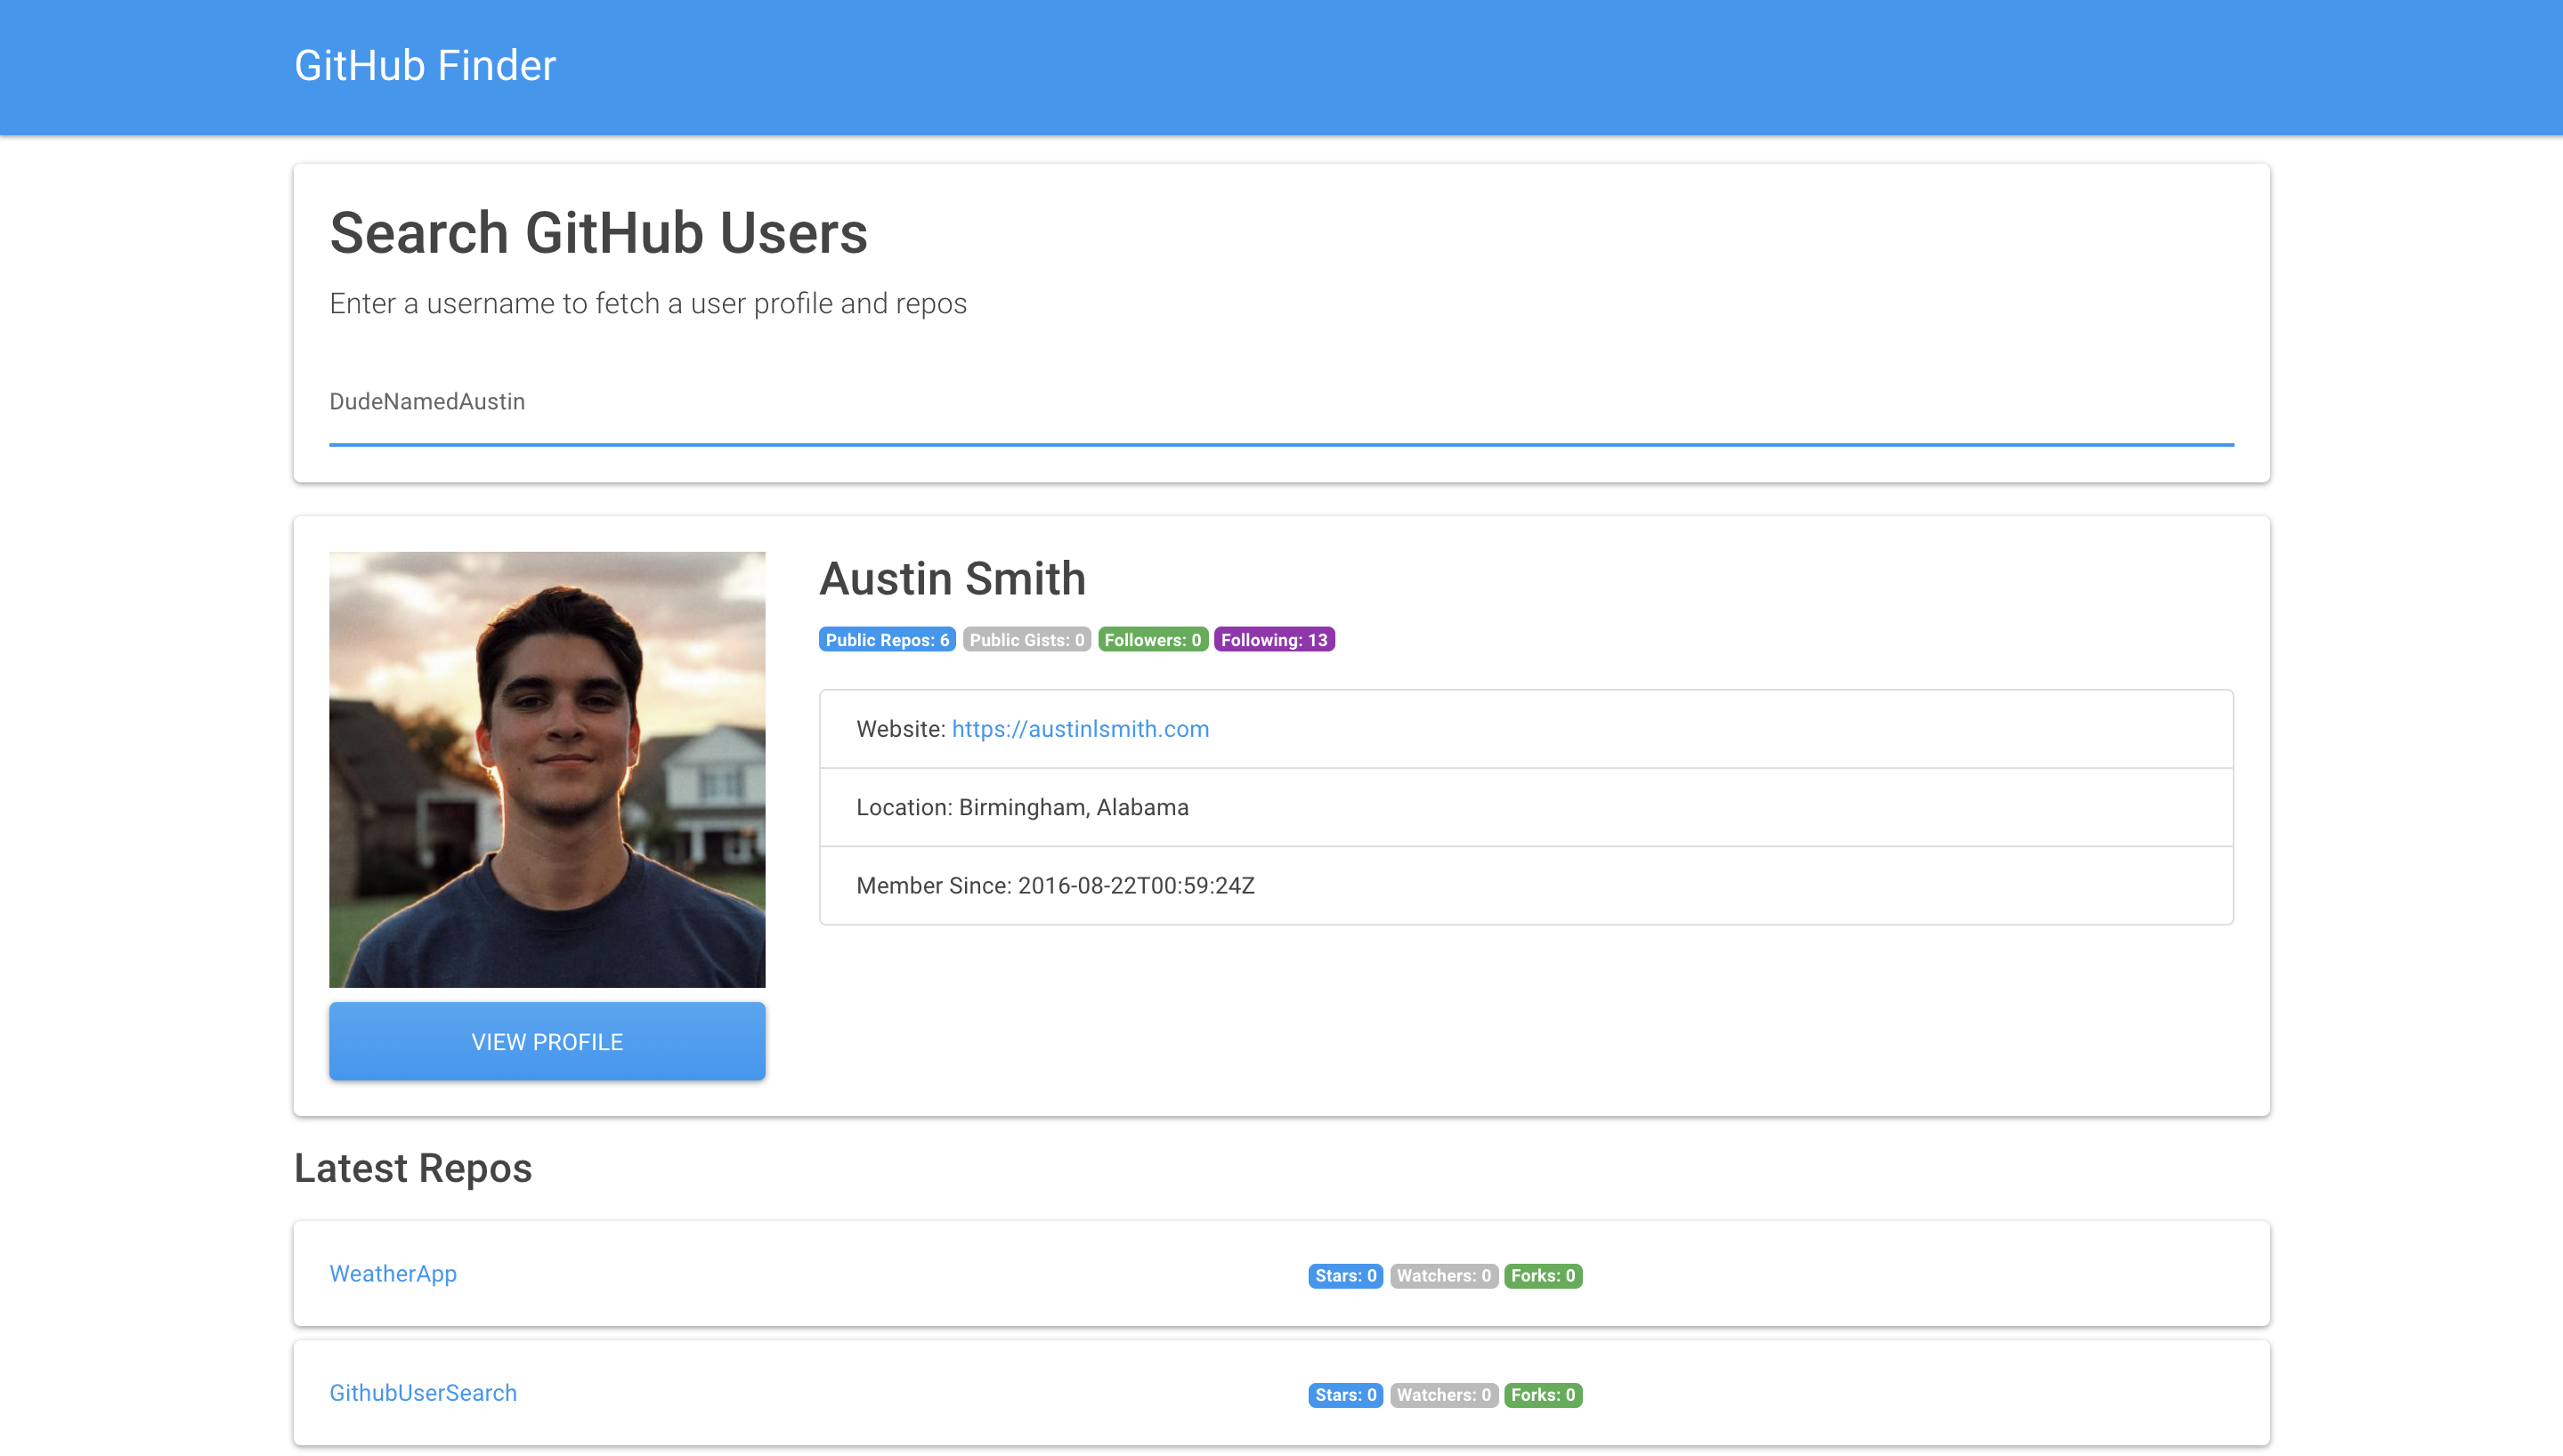 GitHub Finder
Search GitHub Users
Enter a username to fetch a user profile and repos
DudeNamedAustin
Austin Smith
Public Repos: 6 Public Gists: 0 Followers: 0 Following: 13
Website: https://austinlsmith.com
Location: Birmingham, Alabama
Member Since: 2016-08-22T00:59:24Z
VIEW PROFILE
Latest Repos
WeatherApp Stars: 0 Watchers: 0 Forks: 0
GithubUserSearch Stars: 0 Watchers: 0 Forks: 0